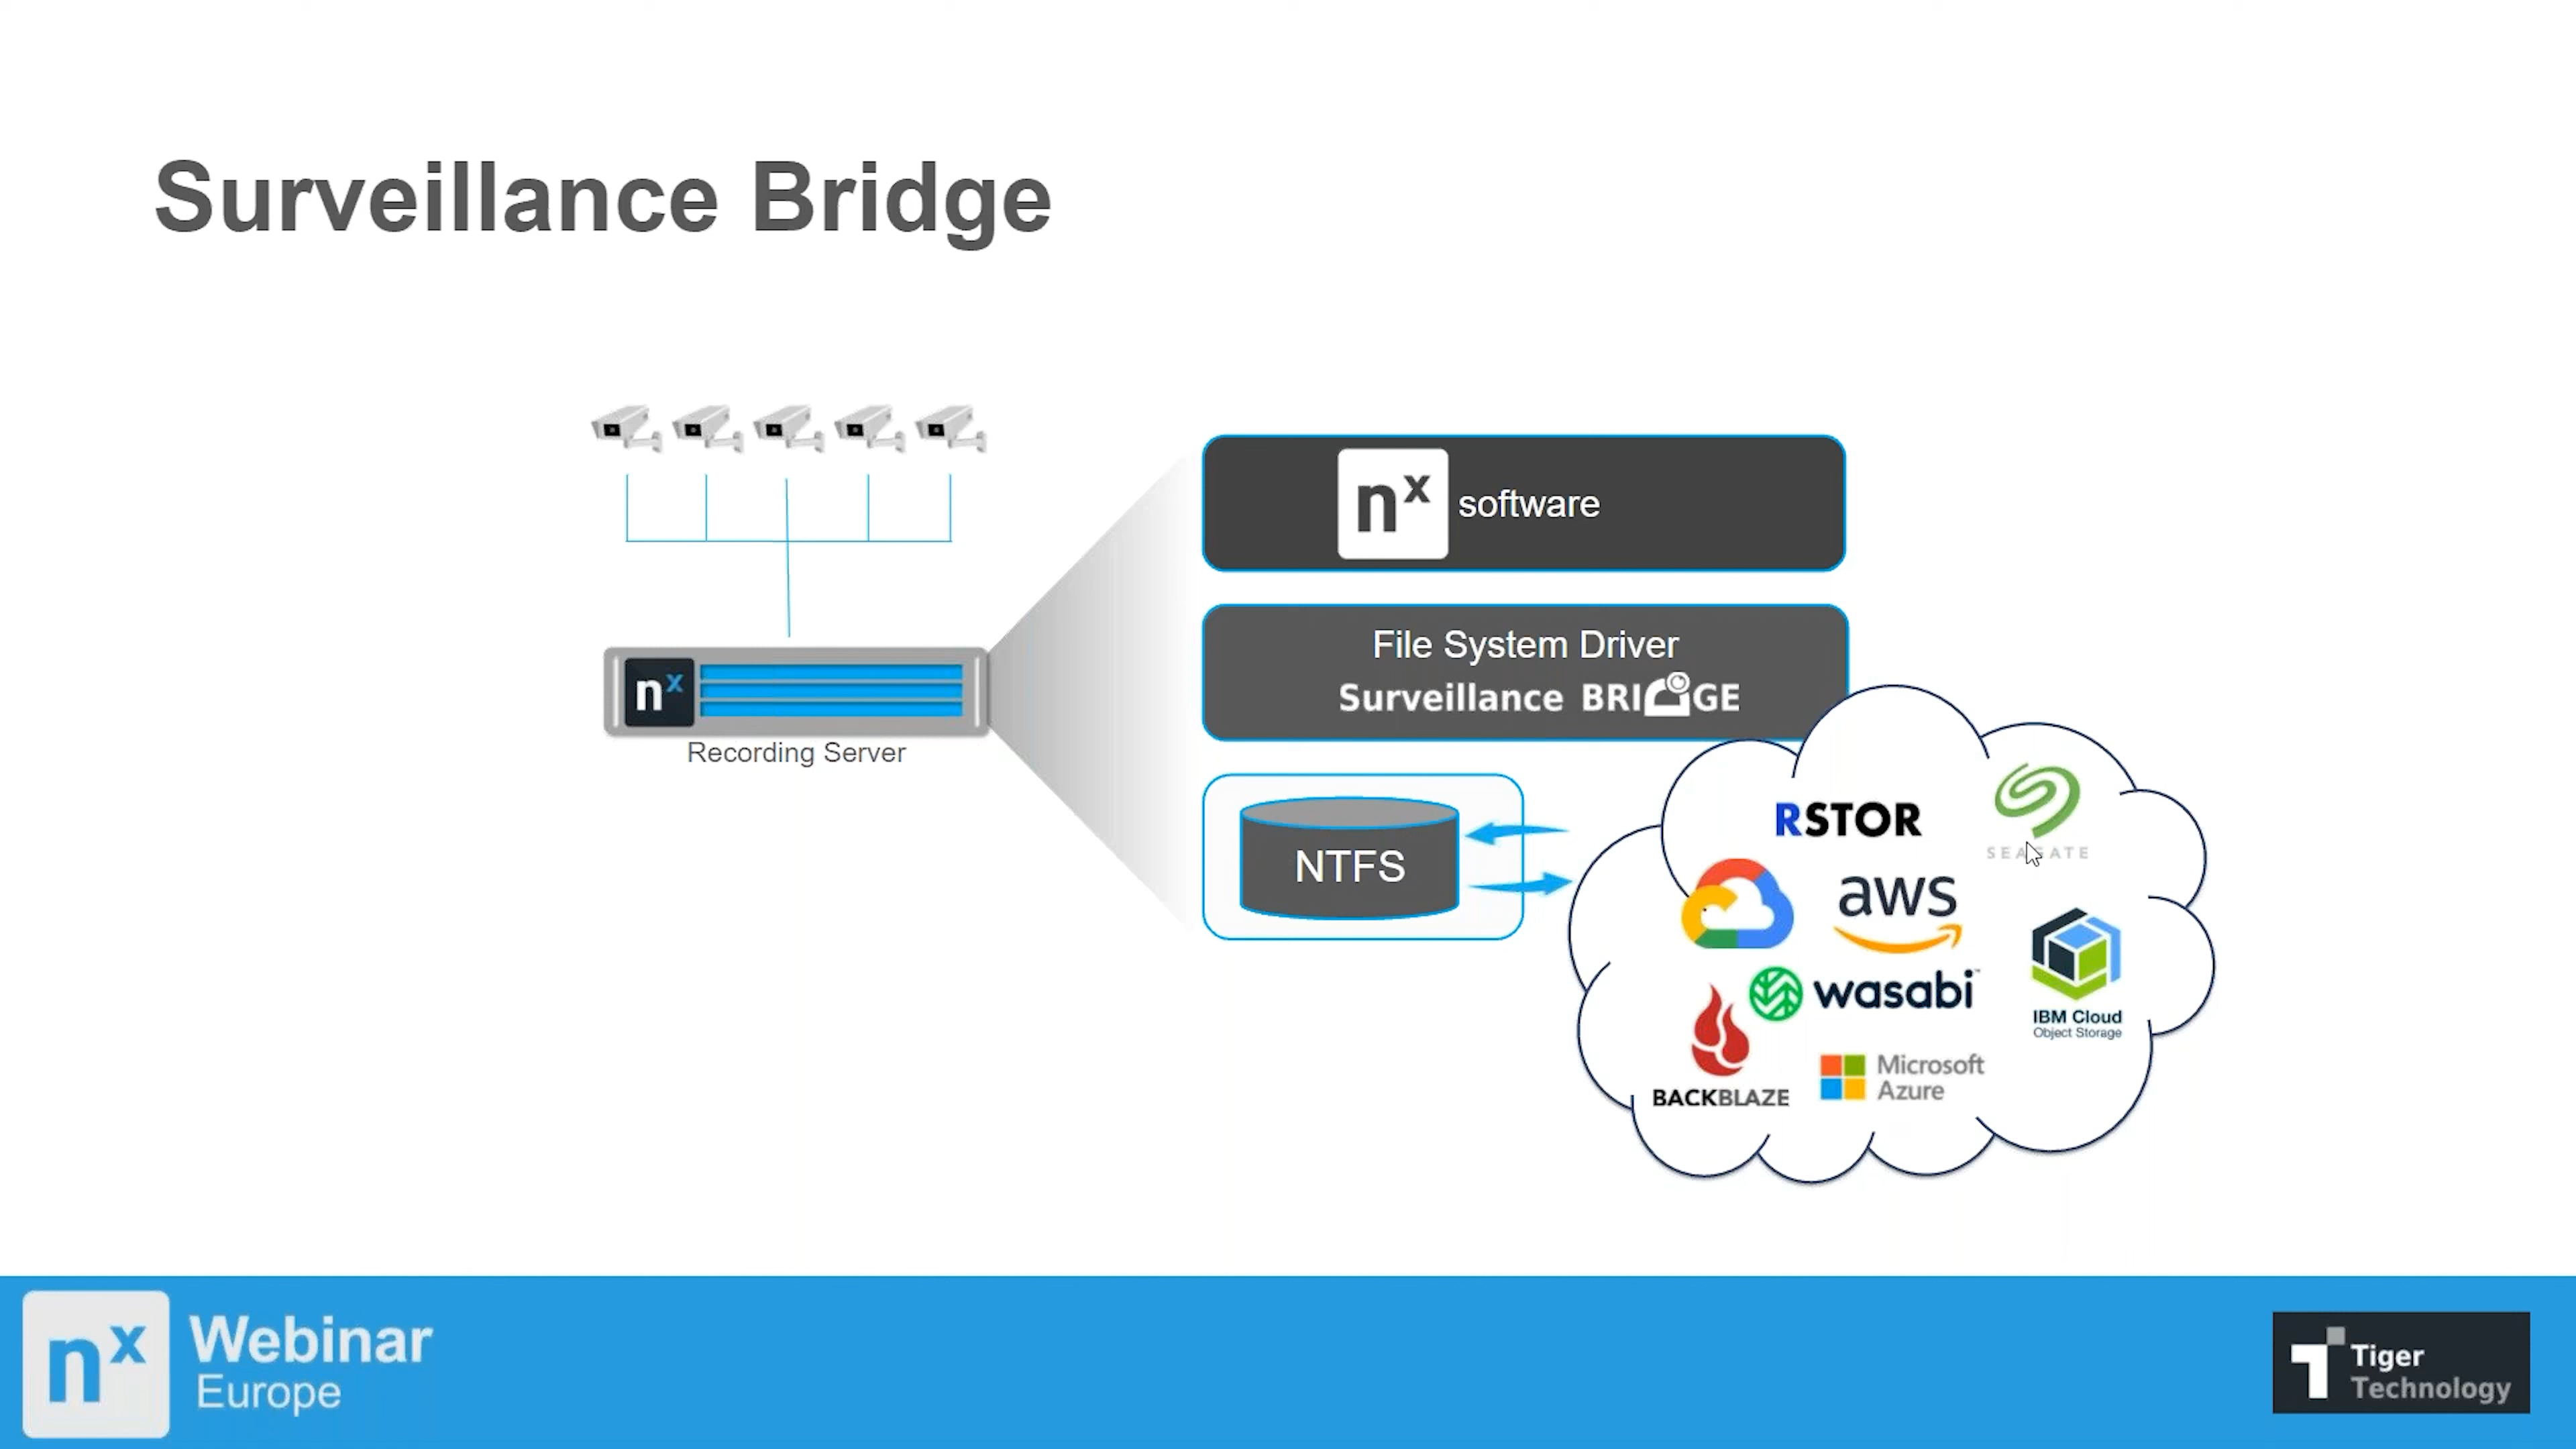 Surveillance Bridge
nx software
File System Driver
Surveillance BRIDGE
nx
Recording Server
NTFS
RSTOR
SEAGATE
aws
wasabi
IBM Cloud
Object Storage
BACKBLAZE
Microsoft
Azure
nx
Webinar
Europe
Tiger
Technology